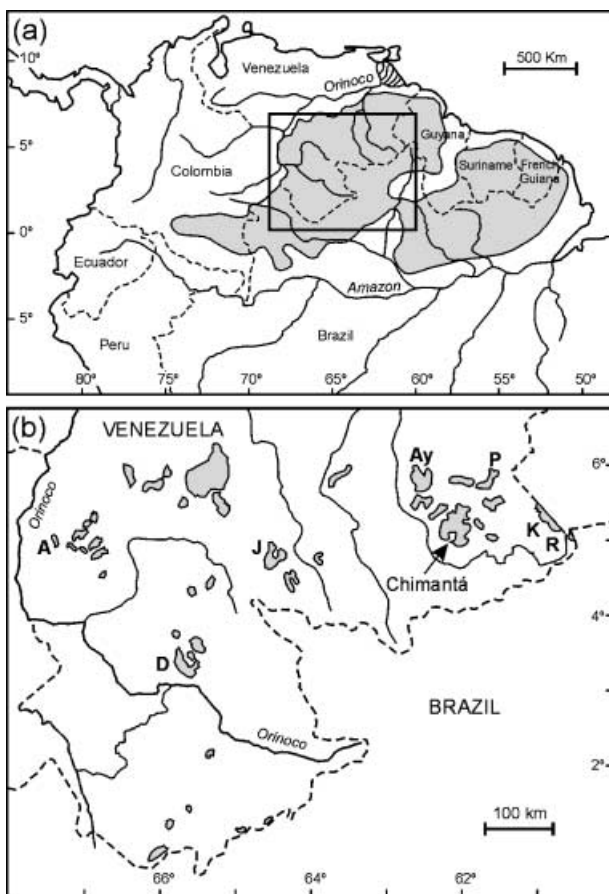 (a)
10°
Venezuela
Orinoco
500 Km
5°
Guyana
Colombia
Suriname
French
Guiana
0°
Ecuador
Amazon
5°
Peru
Brazil
80° 75° 70° 65° 60° 55° 50°
(b)
VENEZUELA
Ay P
6°
Orinoco
A
J
K
R
Chimantá
4°
D
BRAZIL
Orinoco
2°
100 km
66° 64° 62°